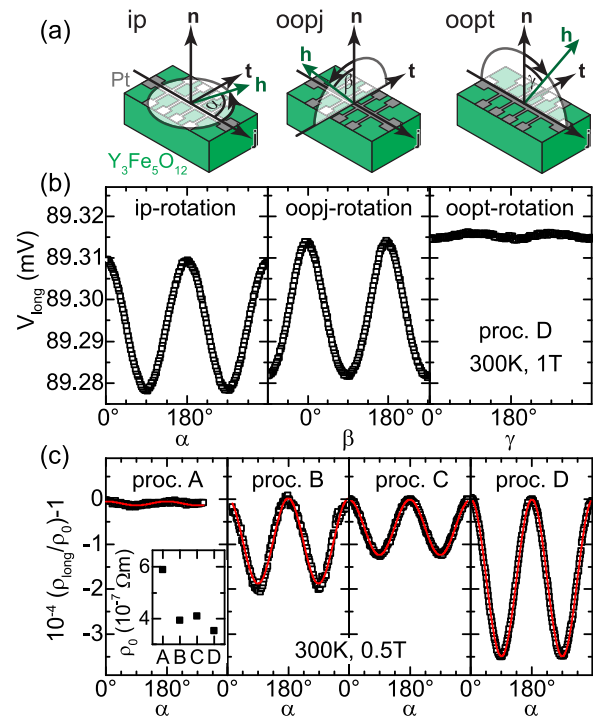 (a)
ip
oopj
oopt
n
t
h
α
j
n
t
h
β
j
n
h
t
γ
j
Pt
Y₃Fe₅O₁₂
(b)
ip-rotation
oopj-rotation
oopt-rotation
V_long (mV)
89.32
89.31
89.30
89.29
89.28
proc. D
300K, 1T
0° 180°
0° 180°
0° 180°
α
β
γ
(c)
proc. A
proc. B
proc. C
proc. D
10⁻⁴ (ρ_long/ρ₀)-1
0
-1
-2
-3
ρ₀ (10⁻⁷ Ωm)
6
4
A B C D
300K, 0.5T
0° 180°
180°
0° 180°
0° 180°
α
α
α
α